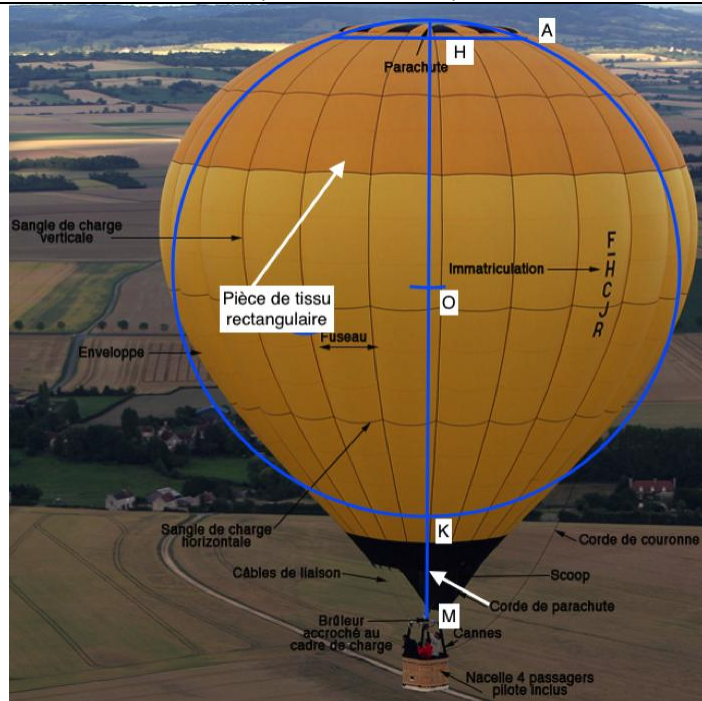 A
H
Parachute
Sangle de charge
verticale
F-HCJR
Immatriculation
Pièce de tissu
rectangulaire
O
Fuseau
Enveloppe
K
Sangle de charge
horizontale
Corde de couronne
Câbles de liaison
Scoop
Corde de parachute
M
Brûleur
accroché au
cadre de charge
Cannes
Nacelle 4 passagers
pilote inclus